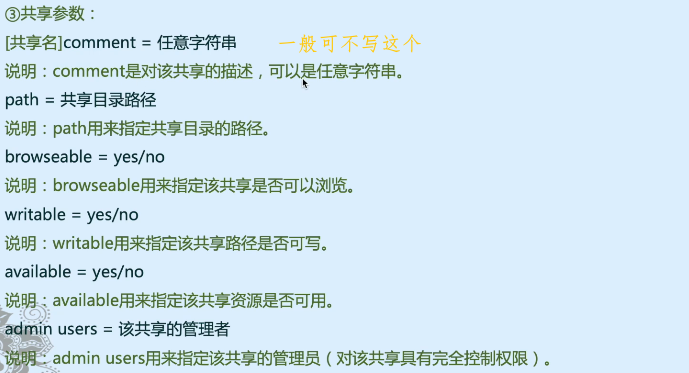 ③共享参数：
[共享名]comment = 任意字符串 一般可不写这个
说明：comment是对该共享的描述，可以是任意字符串。
path = 共享目录路径
说明：path用来指定共享目录的路径。
browseable = yes/no
说明：browseable用来指定该共享是否可以浏览。
writable = yes/no
说明：writable用来指定该共享路径是否可写。
available = yes/no
说明：available用来指定该共享资源是否可用。
admin users = 该共享的管理者
说明：admin users用来指定该共享的管理员（对该共享具有完全控制权限）。